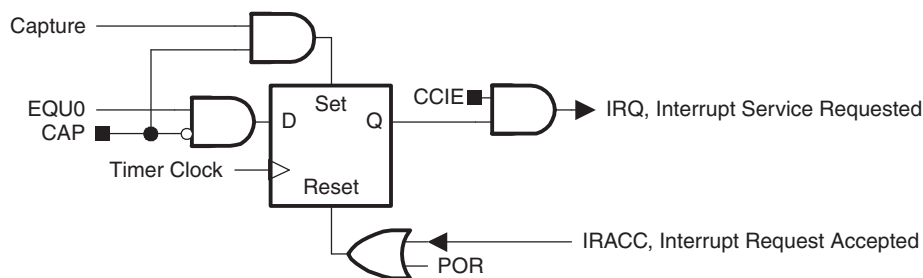 Capture
EQU0
CAP
Set
D
Q
CCIE
IRQ, Interrupt Service Requested
Timer Clock
Reset
IRACC, Interrupt Request Accepted
POR